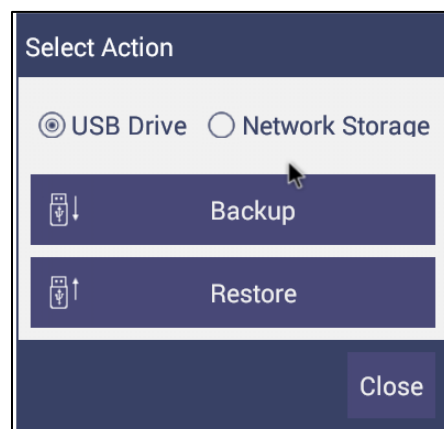 Select Action
USB Drive Network Storage
Backup
Restore
Close